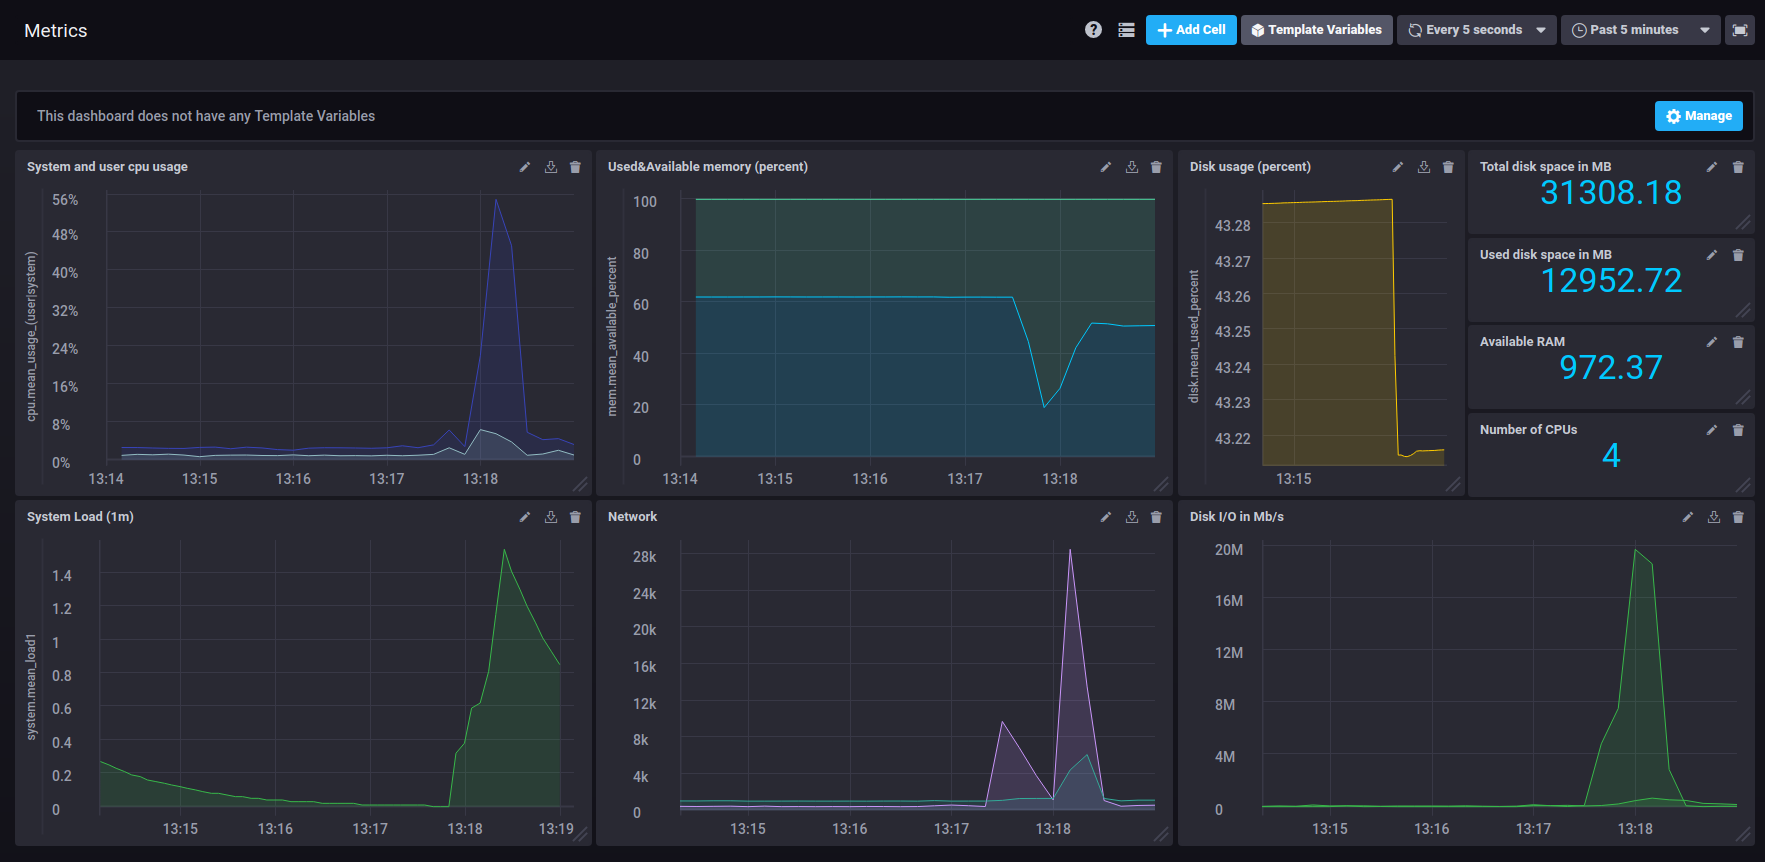 Metrics
Add Cell
Template Variables
Every 5 seconds
Past 5 minutes
This dashboard does not have any Template Variables
Manage
System and user cpu usage
cpu.mean_usage_(user|system)
56%
48%
40%
32%
24%
16%
8%
0%
13:14 13:15 13:16 13:17 13:18
Used&Available memory (percent)
mem.mean_available_percent
100
80
60
40
20
0
13:14 13:15 13:16 13:17 13:18
Disk usage (percent)
disk.mean_used_percent
43.28
43.27
43.26
43.25
43.24
43.23
43.22
13:15
Total disk space in MB
31308.18
Used disk space in MB
12952.72
Available RAM
972.37
Number of CPUs
4
System Load (1m)
system.mean_load1
1.4
1.2
1
0.8
0.6
0.4
0.2
0
13:15 13:16 13:17 13:18 13:19
Network
28k
24k
20k
16k
12k
8k
4k
0
13:15 13:16 13:17 13:18
Disk I/O in Mb/s
20M
16M
12M
8M
4M
0
13:15 13:16 13:17 13:18